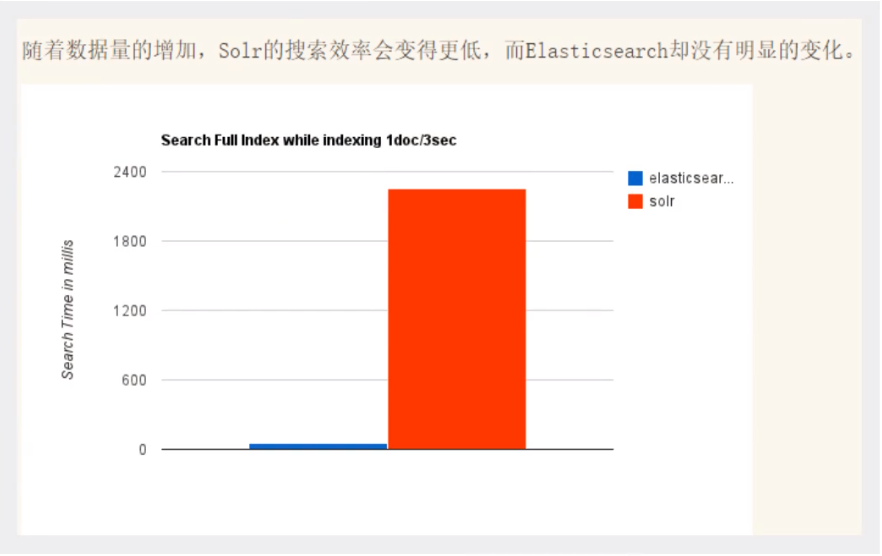 随着数据量的增加，Solr的搜索效率会变得更低，而Elasticsearch却没有明显的变化。
Search Full Index while indexing 1doc/3sec
2400
1800
1200
600
0
Search Time in millis
elasticsear...
solr